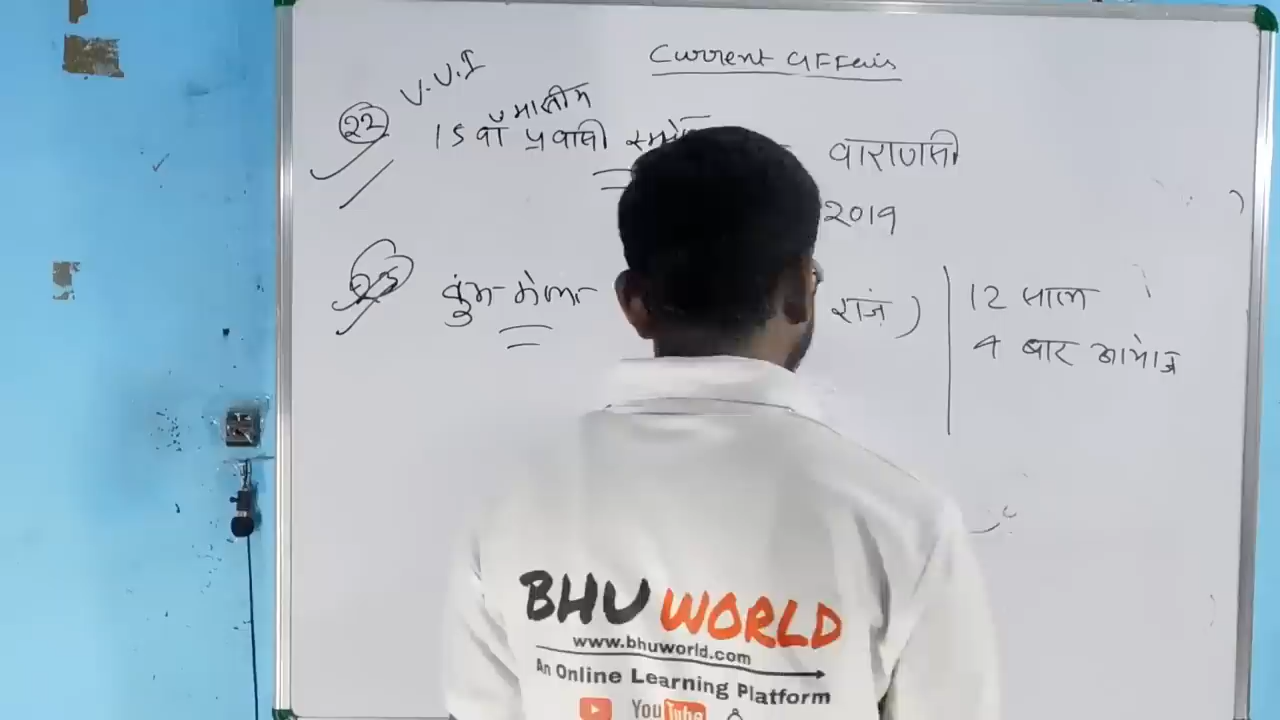 Current Affairs
V.V.I
22
भारतीय
15 वाँ प्रवासी
वाराणसी
2019
कुंभ-मेला
राज)
12 साल
4 बार आयोज
BHU WORLD
www.bhuworld.com
An Online Learning Platform
YouTube